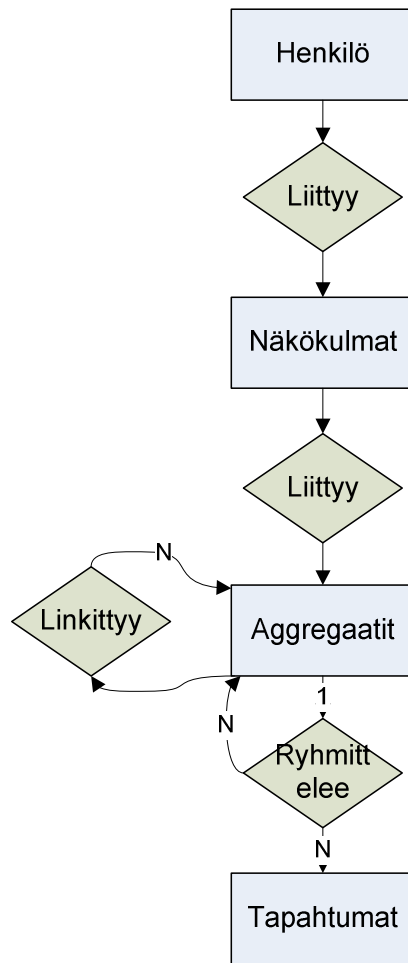 Henkilö
Liittyy
Näkökulmat
Liittyy
N
Linkittyy
Aggregaatit
1
N
Ryhmitt
elee
N
Tapahtumat